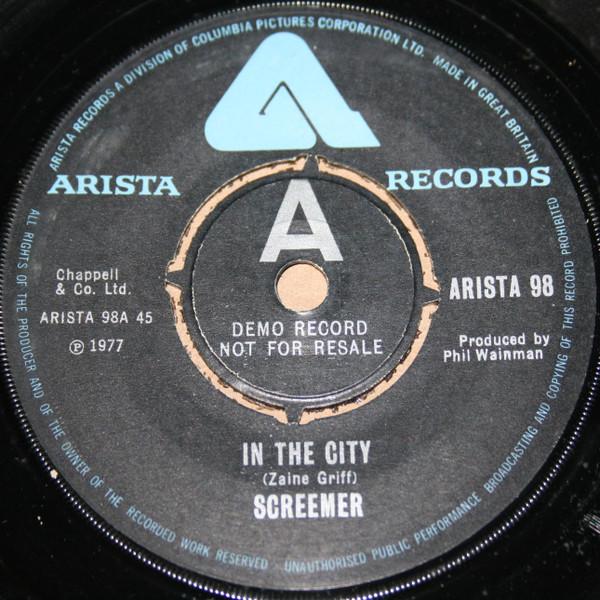 ARISTA RECORDS A DIVISION OF COLUMBIA PICTURES CORPORATION LTD. MADE IN GREAT BRITAIN
ARISTA RECORDS
A
Chappell
& Co. Ltd.
ARISTA 98A 45
℗ 1977
DEMO RECORD
NOT FOR RESALE
ARISTA 98
Produced by
Phil Wainman
IN THE CITY
(Zaine Griff)
SCREEMER
ALL RIGHTS OF THE PRODUCER AND OF THE OWNER OF THE RECORDED WORK RESERVED · UNAUTHORISED PUBLIC PERFORMANCE BROADCASTING AND COPYING OF THIS RECORD PROHIBITED